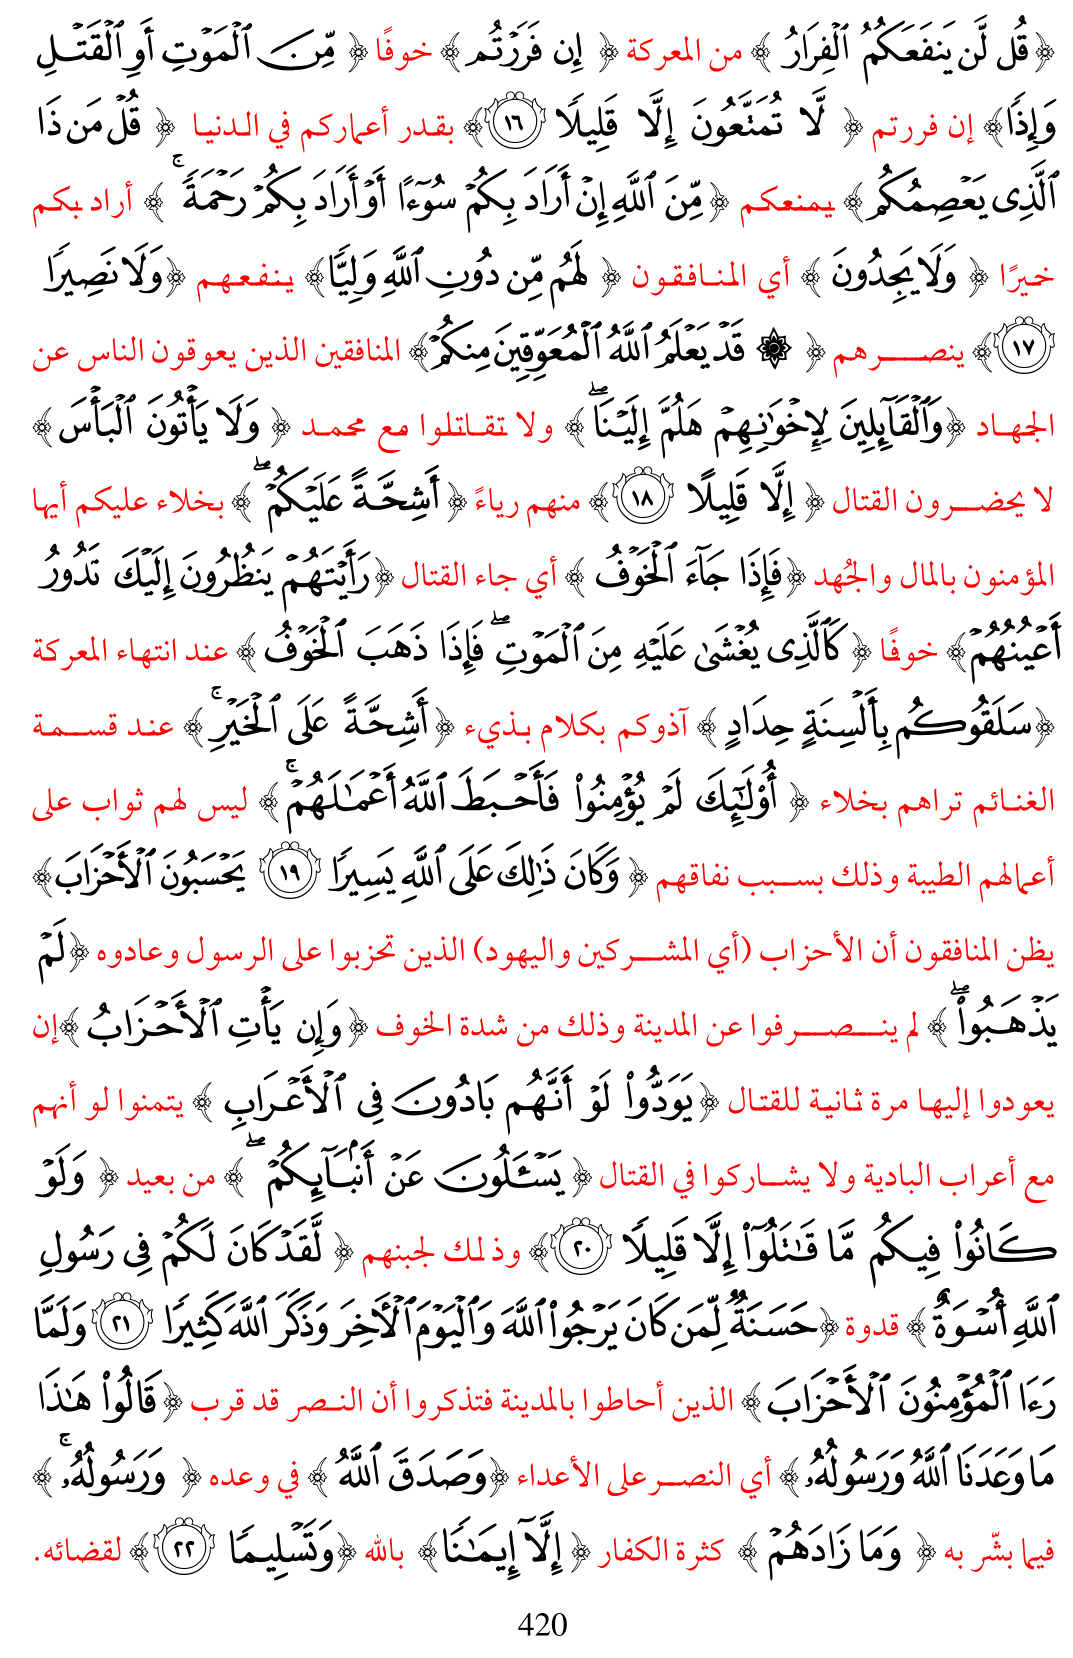 ﴿ قُل لَّن يَنفَعَكُمُ ٱلۡفِرَارُ ﴾ من المعركة ﴿ إِن فَرَرۡتُم ﴾ خوفًا ﴿ مِّنَ ٱلۡمَوۡتِ أَوِ ٱلۡقَتۡلِ
وَإِذٗا﴾ إن فررتم ﴿ لَّا تُمَتَّعُونَ إِلَّا قَلِيلٗا ١٦﴾ بقدر أعماركم في الدنيا ﴿ قُلۡ مَن ذَا
ٱلَّذِي يَعۡصِمُكُم﴾ يمنعكم ﴿مِّنَ ٱللَّهِ إِنۡ أَرَادَ بِكُمۡ سُوٓءًا أَوۡ أَرَادَ بِكُمۡ رَحۡمَةٗۚ ﴾ أراد بكم
خيرًا ﴿ وَلَا يَجِدُونَ ﴾ أي المنافقون ﴿ لَهُم مِّن دُونِ ٱللَّهِ وَلِيّٗا﴾ ينفعهم ﴿وَلَا نَصِيرٗا
١٧﴾ ينصرهم ﴿ ۞ قَدۡ يَعۡلَمُ ٱللَّهُ ٱلۡمُعَوِّقِينَ مِنكُمۡ﴾ المنافقين الذين يعوقون الناس عن
الجهاد ﴿وَٱلۡقَآئِلِينَ لِإِخۡوَٰنِهِمۡ هَلُمَّ إِلَيۡنَاۖ﴾ ولا تقاتلوا مع محمد ﴿ وَلَا يَأۡتُونَ ٱلۡبَأۡسَ﴾
لا يحضرون القتال ﴿ إِلَّا قَلِيلًا ١٨﴾ منهم رياءً ﴿أَشِحَّةً عَلَيۡكُمۡۖ ﴾ بخلاء عليكم أيها
المؤمنون بالمال والجُهد ﴿فَإِذَا جَآءَ ٱلۡخَوۡفُ ﴾ أي جاء القتال ﴿رَأَيۡتَهُمۡ يَنظُرُونَ إِلَيۡكَ تَدُورُ
أَعۡيُنُهُمۡ﴾ خوفًا ﴿ كَٱلَّذِي يُغۡشَىٰ عَلَيۡهِ مِنَ ٱلۡمَوۡتِۖ فَإِذَا ذَهَبَ ٱلۡخَوۡفُ ﴾ عند انتهاء المعركة
﴿سَلَقُوكُم بِأَلۡسِنَةٍ حِدَادٍ ﴾ آذوكم بكلام بذيء ﴿أَشِحَّةً عَلَى ٱلۡخَيۡرِۚ ﴾ عند قسمة
الغنائم تراهم بخلاء ﴿ أُوْلَٰٓئِكَ لَمۡ يُؤۡمِنُواْ فَأَحۡبَطَ ٱللَّهُ أَعۡمَٰلَهُمۡۚ ﴾ ليس لهم ثواب على
أعمالهم الطيبة وذلك بسبب نفاقهم ﴿ وَكَانَ ذَٰلِكَ عَلَى ٱللَّهِ يَسِيرٗا ١٩ يَحۡسَبُونَ ٱلۡأَحۡزَابَ﴾
يظن المنافقون أن الأحزاب (أي المشركين واليهود) الذين تحزبوا على الرسول وعادوه ﴿لَمۡ
يَذۡهَبُواْۖ ﴾ لم ينصرفوا عن المدينة وذلك من شدة الخوف ﴿وَإِن يَأۡتِ ٱلۡأَحۡزَابُ ﴾إن
يعودوا إليها مرة ثانية للقتال ﴿يَوَدُّواْ لَوۡ أَنَّهُم بَادُونَ فِي ٱلۡأَعۡرَابِ ﴾ يتمنوا لو أنهم
مع أعراب البادية ولا يشاركوا في القتال ﴿ يَسۡـَٔلُونَ عَنۡ أَنۢبَآئِكُمۡۖ ﴾ من بعيد ﴿ وَلَوۡ
كَانُواْ فِيكُم مَّا قَٰتَلُوٓاْ إِلَّا قَلِيلٗا ٢٠﴾ وذلك لجبنهم ﴿ لَّقَدۡ كَانَ لَكُمۡ فِي رَسُولِ
ٱللَّهِ أُسۡوَةٌ ﴾ قدوة ﴿حَسَنَةٞ لِّمَن كَانَ يَرۡجُواْ ٱللَّهَ وَٱلۡيَوۡمَ ٱلۡأٓخِرَ وَذَكَرَ ٱللَّهَ كَثِيرٗا ٢١ وَلَمَّا
رَءَا ٱلۡمُؤۡمِنُونَ ٱلۡأَحۡزَابَ ﴾ الذين أحاطوا بالمدينة فتذكروا أن النصر قد قرب ﴿قَالُواْ هَٰذَا
مَا وَعَدَنَا ٱللَّهُ وَرَسُولُهُۥ ﴾ أي النصر على الأعداء ﴿وَصَدَقَ ٱللَّهُ ﴾ في وعده ﴿ وَرَسُولُهُۥۚ ﴾
فيما بشّر به ﴿ وَمَا زَادَهُمۡ ﴾ كثرة الكفار ﴿ إِلَّآ إِيمَٰنٗا﴾ بالله ﴿وَتَسۡلِيمٗا ٢٢﴾ لقضائه.
420